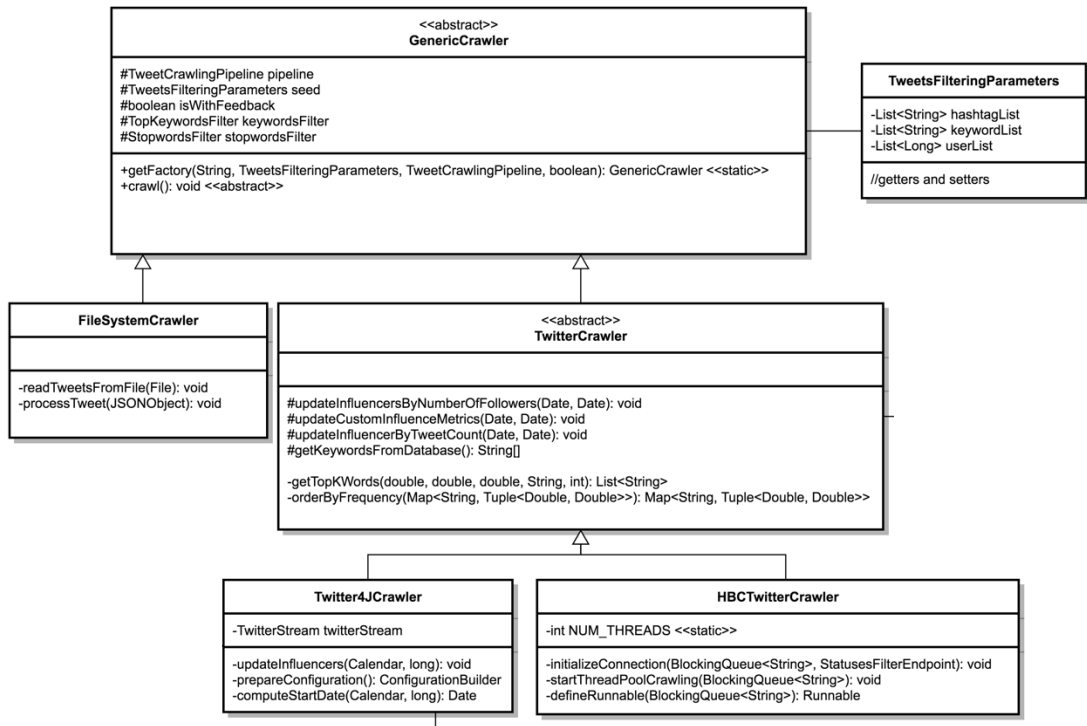 <<abstract>>
GenericCrawler
#TweetCrawlingPipeline pipeline
#TweetsFilteringParameters seed
#boolean isWithFeedback
#TopKeywordsFilter keywordsFilter
#StopwordsFilter stopwordsFilter
+getFactory(String, TweetsFilteringParameters, TweetCrawlingPipeline, boolean): GenericCrawler <<static>>
+crawl(): void <<abstract>>
TweetsFilteringParameters
-List<String> hashtagList
-List<String> keywordList
-List<Long> userList
//getters and setters
FileSystemCrawler
-readTweetsFromFile(File): void
-processTweet(JSONObject): void
<<abstract>>
TwitterCrawler
#updateInfluencersByNumberOfFollowers(Date, Date): void
#updateCustomInfluenceMetrics(Date, Date): void
#updateInfluencerByTweetCount(Date, Date): void
#getKeywordsFromDatabase(): String[]
-getTopKWords(double, double, double, String, int): List<String>
-orderByFrequency(Map<String, Tuple<Double, Double>>): Map<String, Tuple<Double, Double>>
Twitter4JCrawler
-TwitterStream twitterStream
-updateInfluencers(Calendar, long): void
-prepareConfiguration(): ConfigurationBuilder
-computeStartDate(Calendar, long): Date
HBCTwitterCrawler
-int NUM_THREADS <<static>>
-initializeConnection(BlockingQueue<String>, StatusesFilterEndpoint): void
-startThreadPoolCrawling(BlockingQueue<String>): void
-defineRunnable(BlockingQueue<String>): Runnable